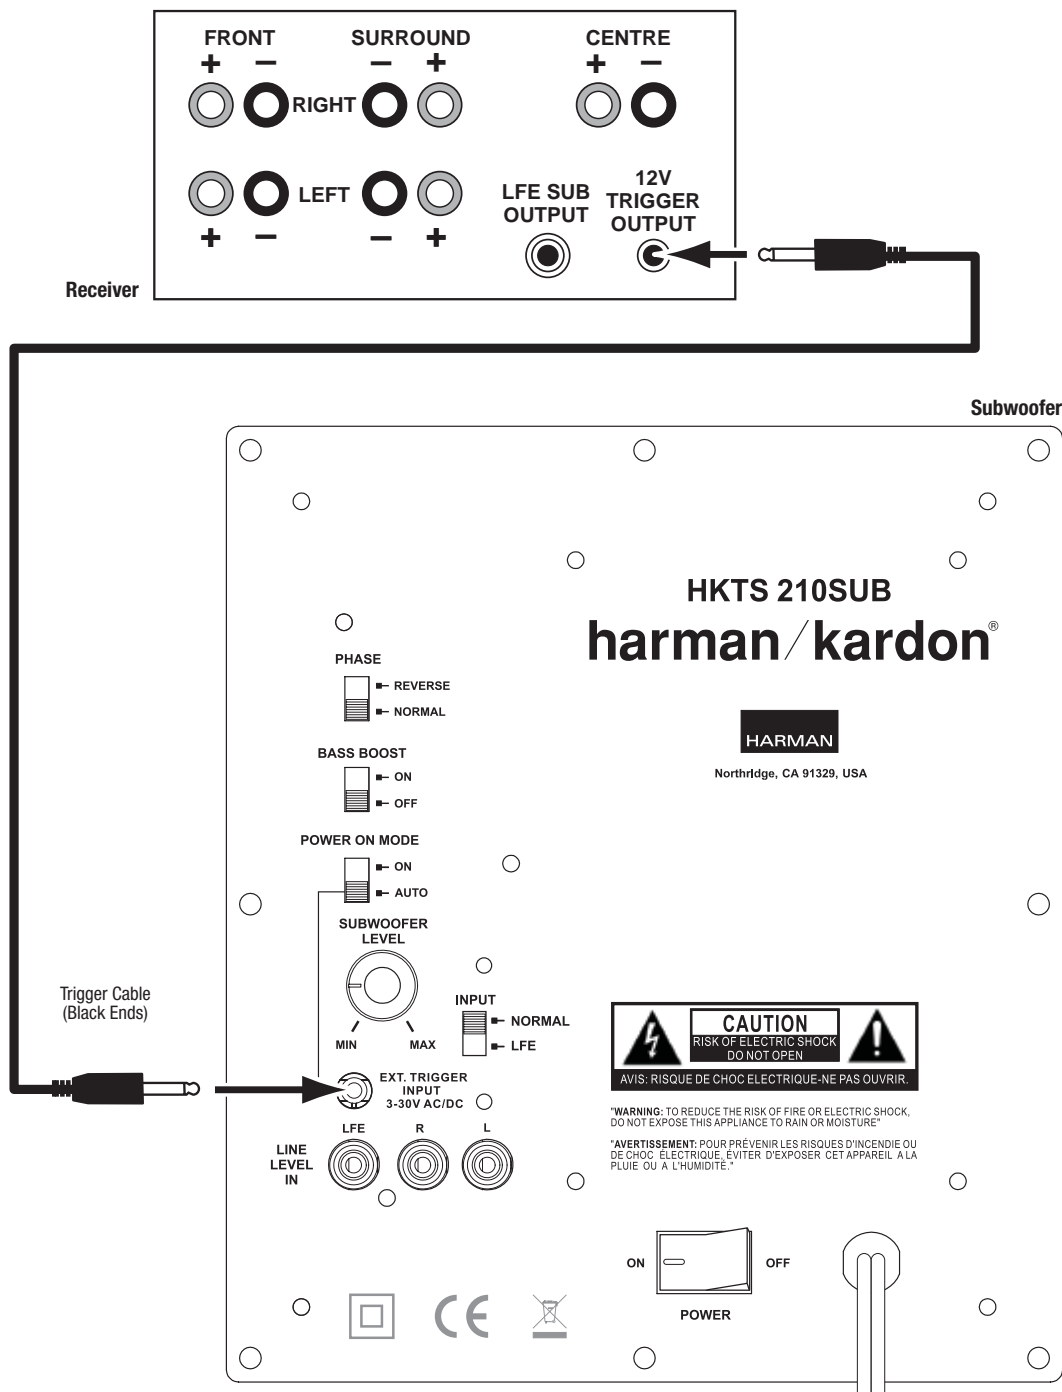 FRONT SURROUND CENTRE
+ − − + + −
RIGHT
LEFT
+ − − +
LFE SUB
OUTPUT
12V
TRIGGER
OUTPUT
Receiver
Subwoofer
HKTS 210SUB
harman/kardon®
HARMAN
Northridge, CA 91329, USA
PHASE
REVERSE
NORMAL
BASS BOOST
ON
OFF
POWER ON MODE
ON
AUTO
SUBWOOFER
LEVEL
MIN MAX
INPUT
NORMAL
LFE
Trigger Cable
(Black Ends)
EXT. TRIGGER
INPUT
3-30V AC/DC
LFE R L
LINE
LEVEL
IN
CAUTION
RISK OF ELECTRIC SHOCK
DO NOT OPEN
AVIS: RISQUE DE CHOC ELECTRIQUE-NE PAS OUVRIR.
"WARNING: TO REDUCE THE RISK OF FIRE OR ELECTRIC SHOCK,
DO NOT EXPOSE THIS APPLIANCE TO RAIN OR MOISTURE"
"AVERTISSEMENT: POUR PRÉVENIR LES RISQUES D'INCENDIE OU
DE CHOC ÉLECTRIQUE, ÉVITER D'EXPOSER CET APPAREIL A LA
PLUIE OU A L'HUMIDITÉ."
ON OFF
POWER
CE